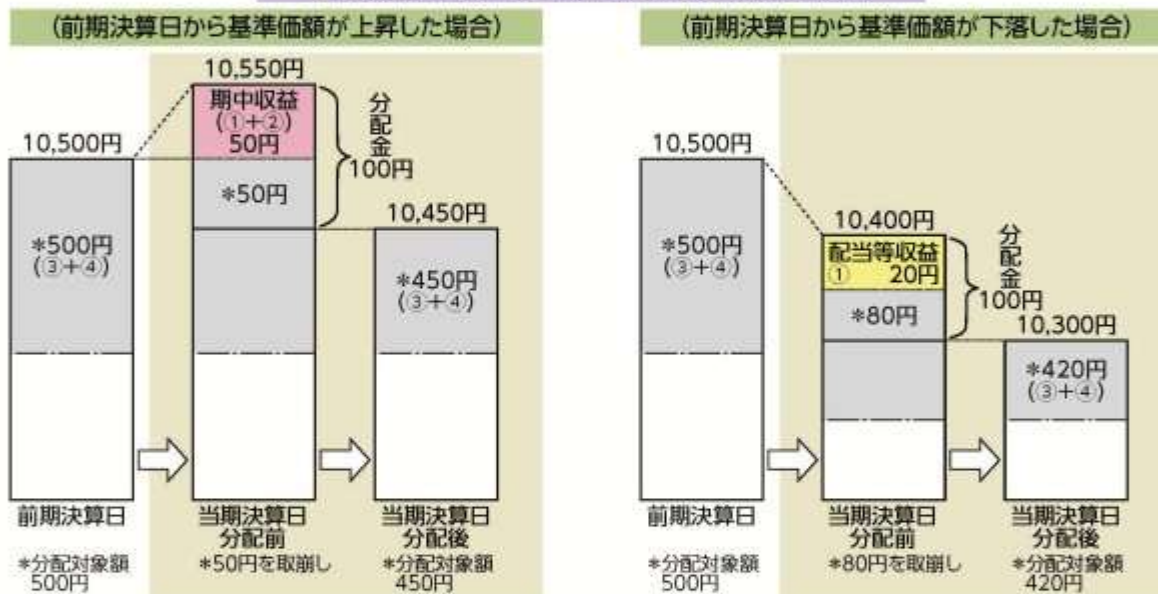 (前期決算日から基準価額が上昇した場合)
10,550円
期中収益
(①+②)
50円
分配金
100円
10,500円
*50円
10,450円
*500円
(③+④)
*450円
(③+④)
前期決算日
当期決算日
分配前
当期決算日
分配後
*分配対象額
500円
*50円を取崩し
*分配対象額
450円
(前期決算日から基準価額が下落した場合)
10,500円
10,400円
配当等収益
① 20円
分配金
100円
*80円
10,300円
*500円
(③+④)
*420円
(③+④)
前期決算日
当期決算日
分配前
当期決算日
分配後
*分配対象額
500円
*80円を取崩し
*分配対象額
420円